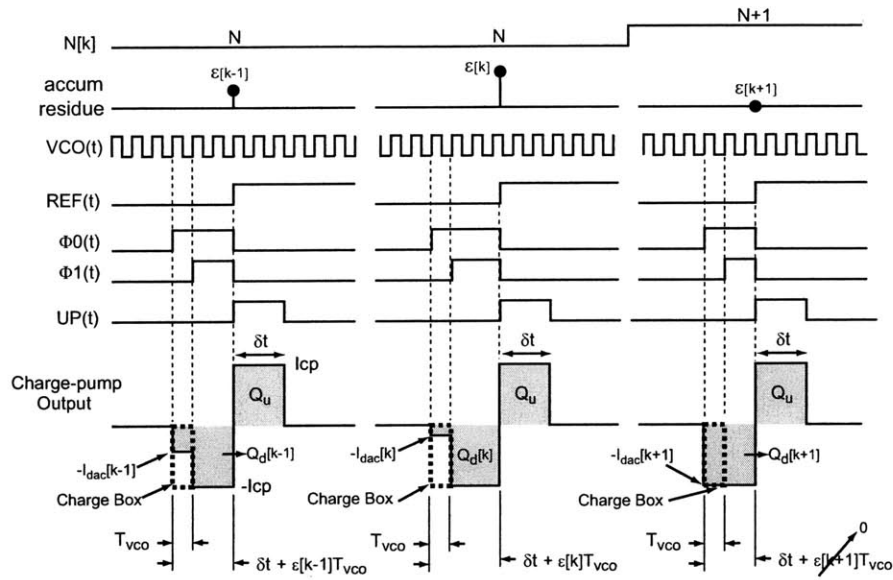 N[k] N N N+1
accum residue ε[k-1] ε[k] ε[k+1]
VCO(t)
REF(t)
Φ0(t)
Φ1(t)
UP(t)
δt δt δt
Icp Icp Icp
Charge-pump Output Qu Qu Qu
-Idac[k-1] Qd[k-1] -Idac[k] Qd[k] -Idac[k+1] Qd[k+1]
Charge Box -Icp Charge Box Charge Box
0
TVCO TVCO TVCO
δt + ε[k-1]TVCO δt + ε[k]TVCO δt + ε[k+1]TVCO